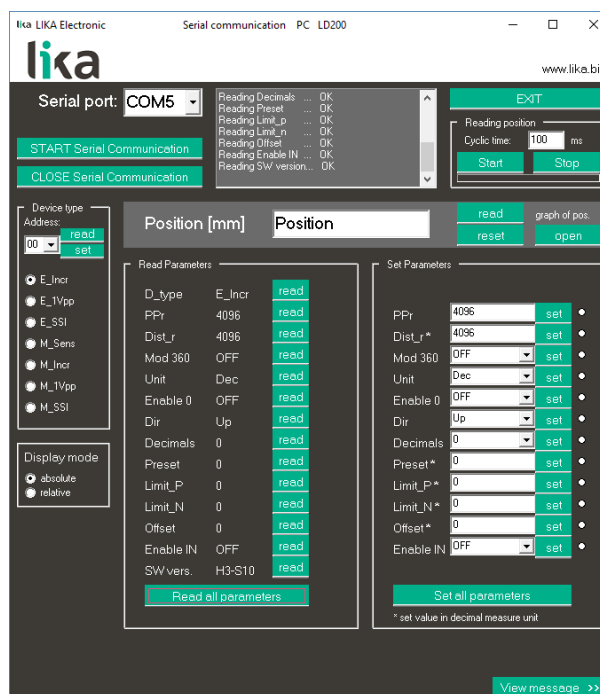 lika LIKA Electronic Serial communication PC LD200
lika
www.lika.bi
Serial port: COM5
START Serial Communication
CLOSE Serial Communication
Reading Decimals ... OK
Reading Preset ... OK
Reading Limit_p ... OK
Reading Limit_n ... OK
Reading Offset ... OK
Reading Enable IN ... OK
Reading SW version... OK
EXIT
Reading position
Cyclic time: 100 ms
Start Stop
Device type
Address:
00 read
set
E_Incr
E_1Vpp
E_SSI
M_Sens
M_Incr
M_1Vpp
M_SSI
Display mode
absolute
relative
Position [mm] Position
read graph of pos.
reset open
Read Parameters
D_type E_Incr read
PPr 4096 read
Dist_r 4096 read
Mod 360 OFF read
Unit Dec read
Enable 0 OFF read
Dir Up read
Decimals 0 read
Preset 0 read
Limit_P 0 read
Limit_N 0 read
Offset 0 read
Enable IN OFF read
SW vers. H3-S10 read
Read all parameters
Set Parameters
PPr 4096 set
Dist_r* 4096 set
Mod 360 OFF set
Unit Dec set
Enable 0 OFF set
Dir Up set
Decimals 0 set
Preset* 0 set
Limit_P* 0 set
Limit_N* 0 set
Offset* 0 set
Enable IN OFF set
Set all parameters
* set value in decimal measure unit
View message >>